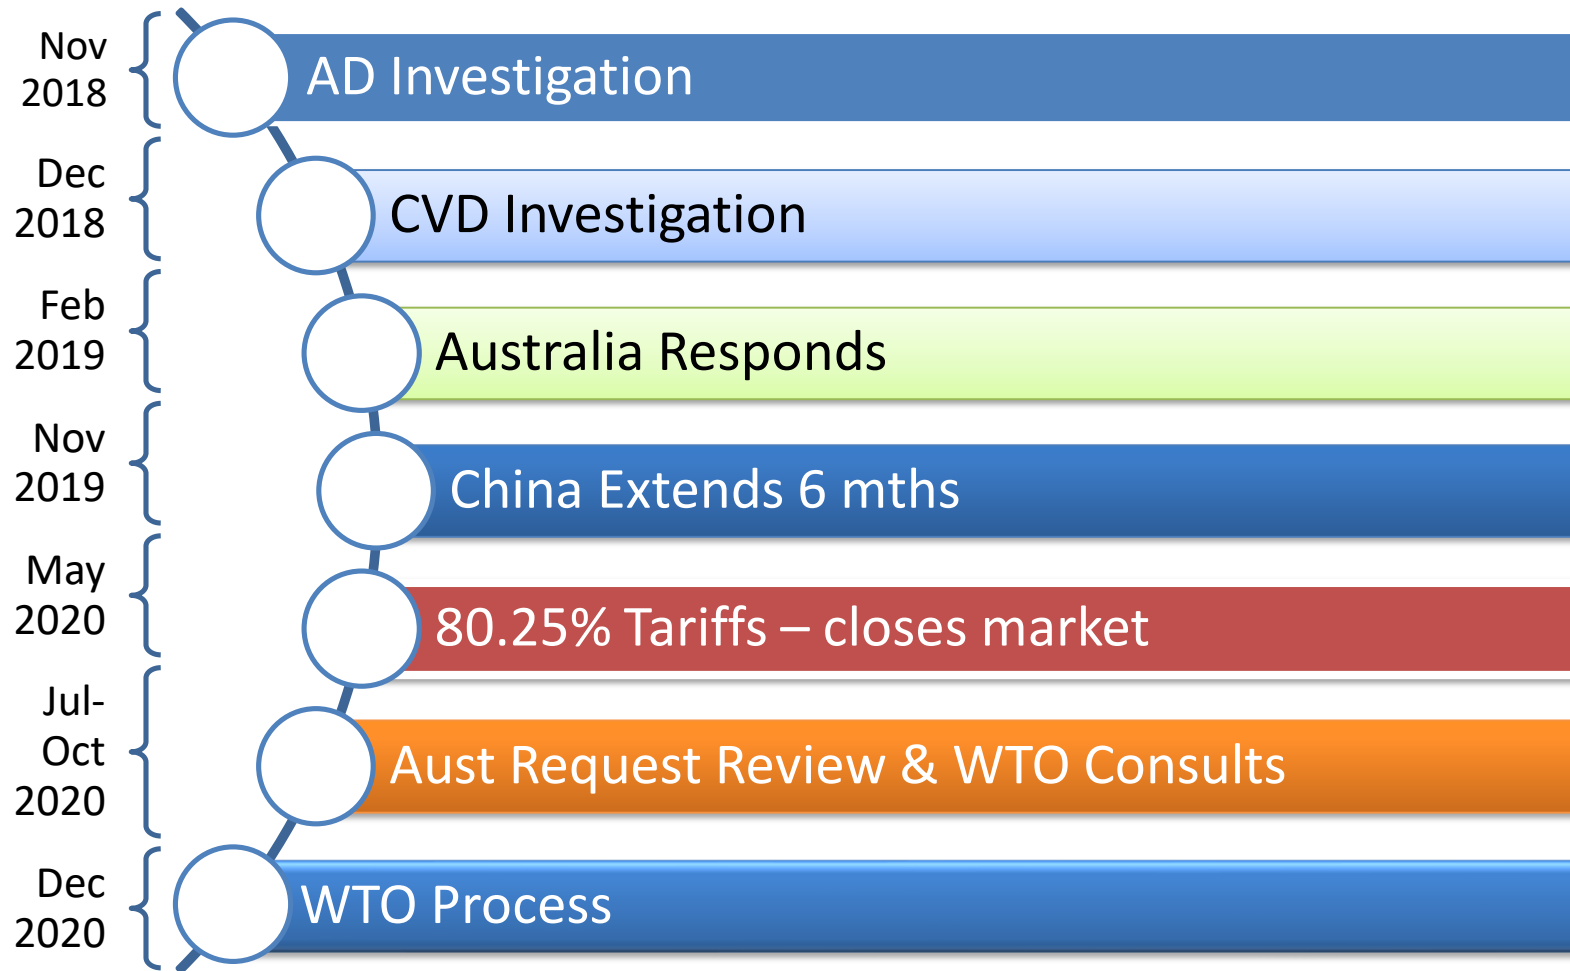 Nov
2018
AD Investigation
Dec
2018
CVD Investigation
Feb
2019
Australia Responds
Nov
2019
China Extends 6 mths
May
2020
80.25% Tariffs – closes market
Jul-
Oct
2020
Aust Request Review & WTO Consults
Dec
2020
WTO Process